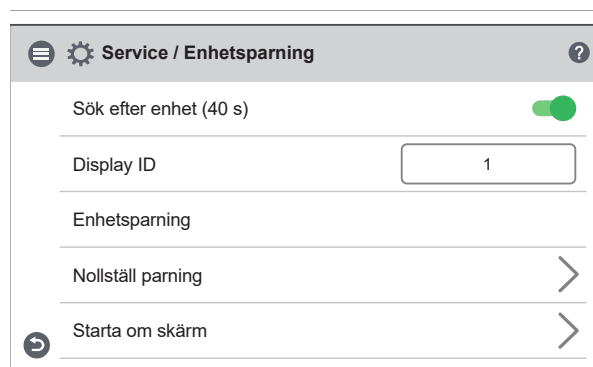 Service / Enhetsparning
?
Sök efter enhet (40 s)
Display ID
1
Enhetsparning
Nollställ parning
Starta om skärm